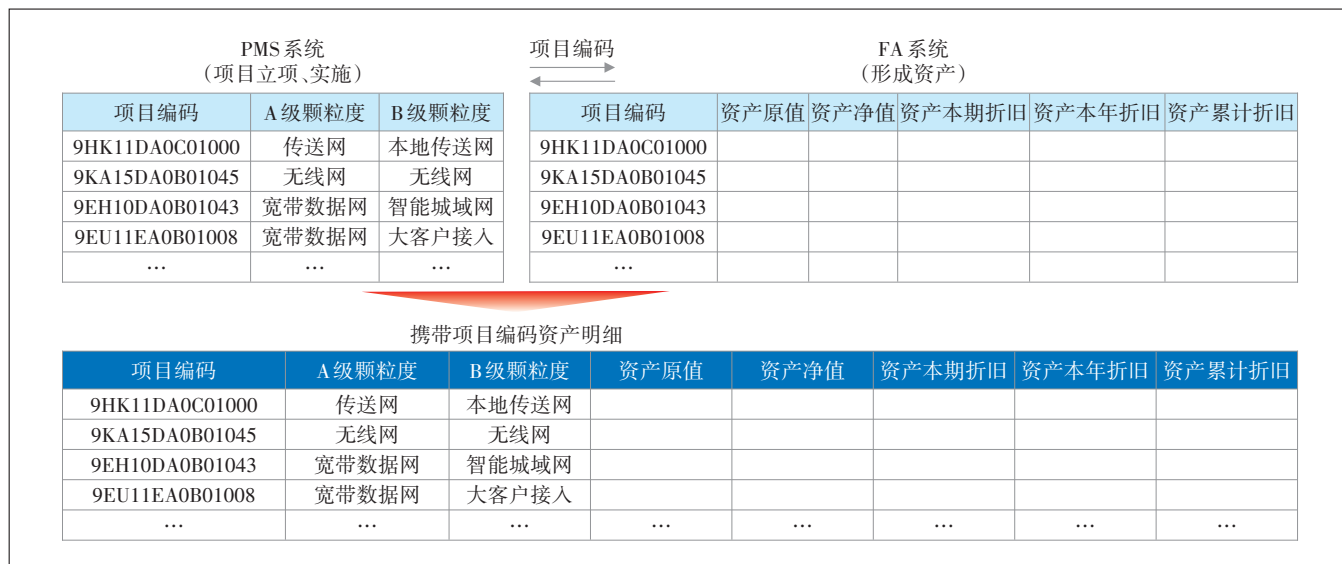 PMS系统
(项目立项、实施)
项目编码
FA系统
(形成资产)
项目编码 A级颗粒度 B级颗粒度
9HK11DA0C01000 传送网 本地传送网
9KA15DA0B01045 无线网 无线网
9EH10DA0B01043 宽带数据网 智能城域网
9EU11EA0B01008 宽带数据网 大客户接入
… … …
项目编码 资产原值 资产净值 资产本期折旧 资产本年折旧 资产累计折旧
9HK11DA0C01000
9KA15DA0B01045
9EH10DA0B01043
9EU11EA0B01008
…
携带项目编码资产明细
项目编码 A级颗粒度 B级颗粒度 资产原值 资产净值 资产本期折旧 资产本年折旧 资产累计折旧
9HK11DA0C01000 传送网 本地传送网
9KA15DA0B01045 无线网 无线网
9EH10DA0B01043 宽带数据网 智能城域网
9EU11EA0B01008 宽带数据网 大客户接入
… … … … … … … …